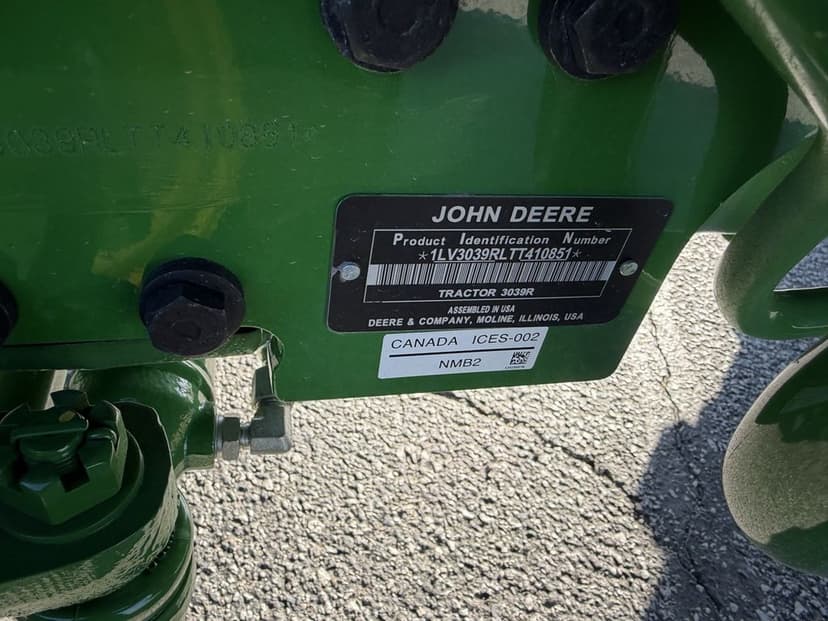 3039RLTT410851
JOHN DEERE
Product Identification Number
*1LV3039RLTT410851*
TRACTOR 3039R
ASSEMBLED IN USA
DEERE & COMPANY, MOLINE, ILLINOIS, USA
CANADA ICES-002
NMB2